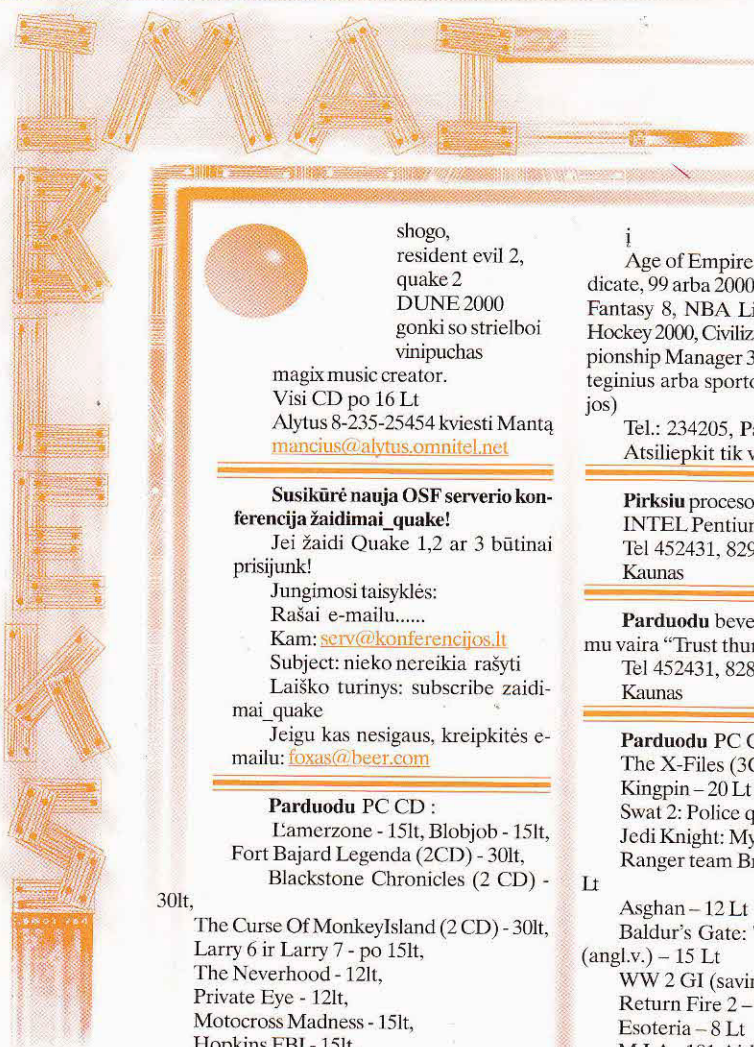 IMAI
KLEKS
shogo,
resident evil 2,
quake 2
DUNE 2000
gonki so strielboi
vinipuchas
magix music creator.
Visi CD po 16 Lt
Alytus 8-235-25454 kviesti Mantą
mancius@alytus.omnitel.net
Susikūrė nauja OSF serverio kon-
ferencija žaidimai_quake!
Jei žaidi Quake 1,2 ar 3 būtinai
prisijunk!
Jungimosi taisyklės:
Rašai e-mailu......
Kam: serv@konferencijos.lt
Subject: nieko nereikia rašyti
Laiško turinys: subscribe zaidi-
mai_quake
Jeigu kas nesigaus, kreipkitės e-
mailu: foxas@beer.com
Parduodu PC CD :
L'amerzone - 15lt, Blobjob - 15lt,
Fort Bajard Legenda (2CD) - 30lt,
Blackstone Chronicles (2 CD) -
30lt,
The Curse Of MonkeyIsland (2 CD) - 30lt,
Larry 6 ir Larry 7 - po 15lt,
The Neverhood - 12lt,
Private Eye - 12lt,
Motocross Madness - 15lt,
Hopkins FBI - 15lt
į
Age of Empire
dicate, 99 arba 2000
Fantasy 8, NBA Li
Hockey 2000, Civiliz
pionship Manager 3
teginius arba sporto
jos)
Tel.: 234205, Pa
Atsiliepkit tik v
Pirksiu proceso
INTEL Pentiun
Tel 452431, 829
Kaunas
Parduodu beve
mu vaira “Trust thun
Tel 452431, 828
Kaunas
Parduodu PC C
The X-Files (3C
Kingpin – 20 Lt
Swat 2: Police q
Jedi Knight: My
Ranger team Br
Lt
Asghan – 12 Lt
Baldur's Gate:
(angl.v.) – 15 Lt
WW 2 GI (savin
Return Fire 2 –
Esoteria – 8 Lt